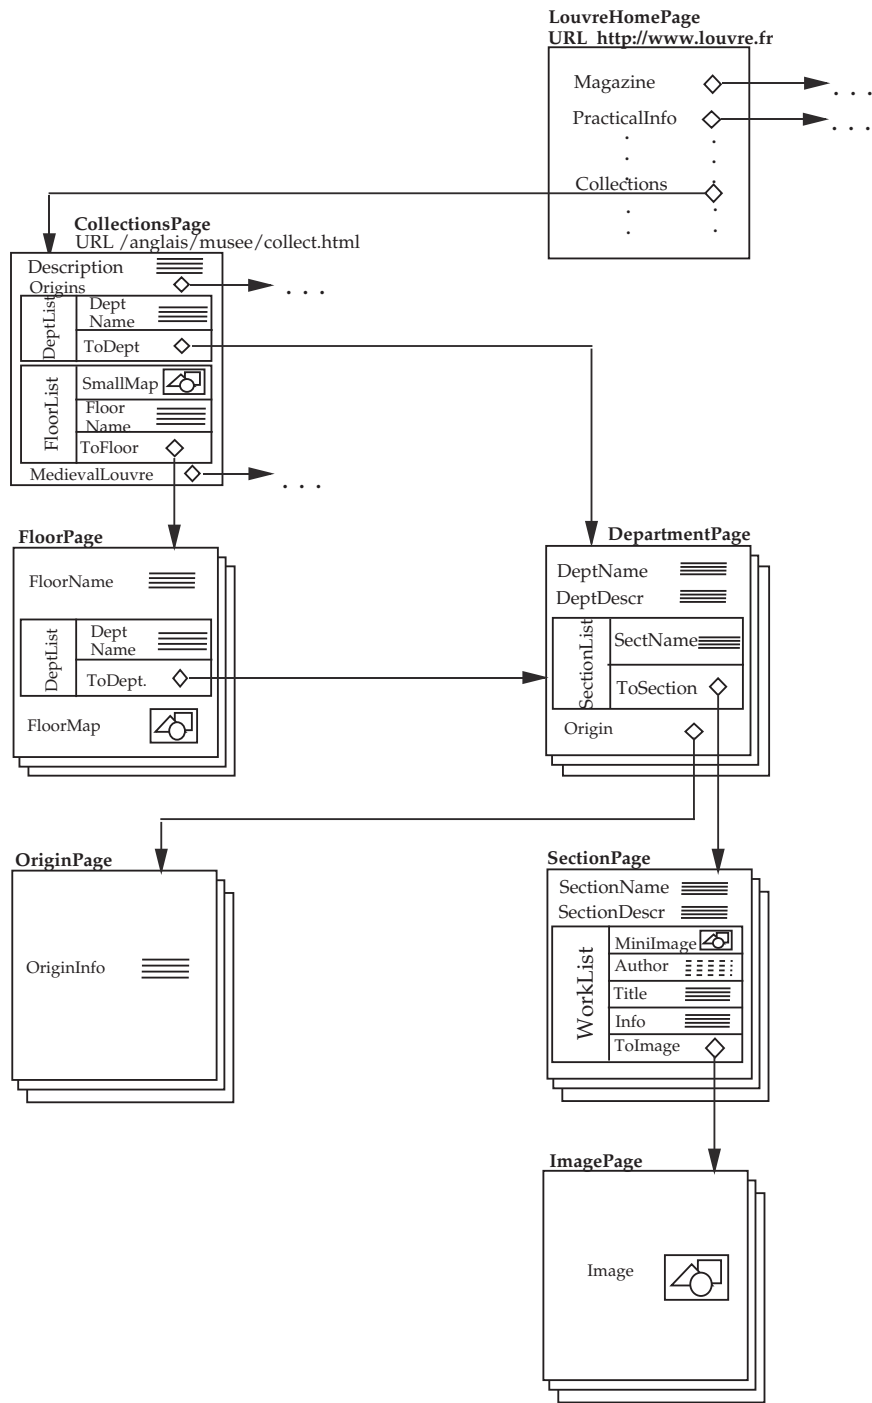 LouvreHomePage
URL http://www.louvre.fr
Magazine
. . .
PracticalInfo
. . .
Collections
CollectionsPage
URL /anglais/musee/collect.html
Description
Origins
. . .
DeptList
Dept
Name
ToDept
FloorList
SmallMap
Floor
Name
ToFloor
MedievalLouvre
. . .
FloorPage
FloorName
DeptList
Dept
Name
ToDept.
FloorMap
DepartmentPage
DeptName
DeptDescr
SectionList
SectName
ToSection
Origin
OriginPage
OriginInfo
SectionPage
SectionName
SectionDescr
WorkList
MiniImage
Author
Title
Info
ToImage
ImagePage
Image